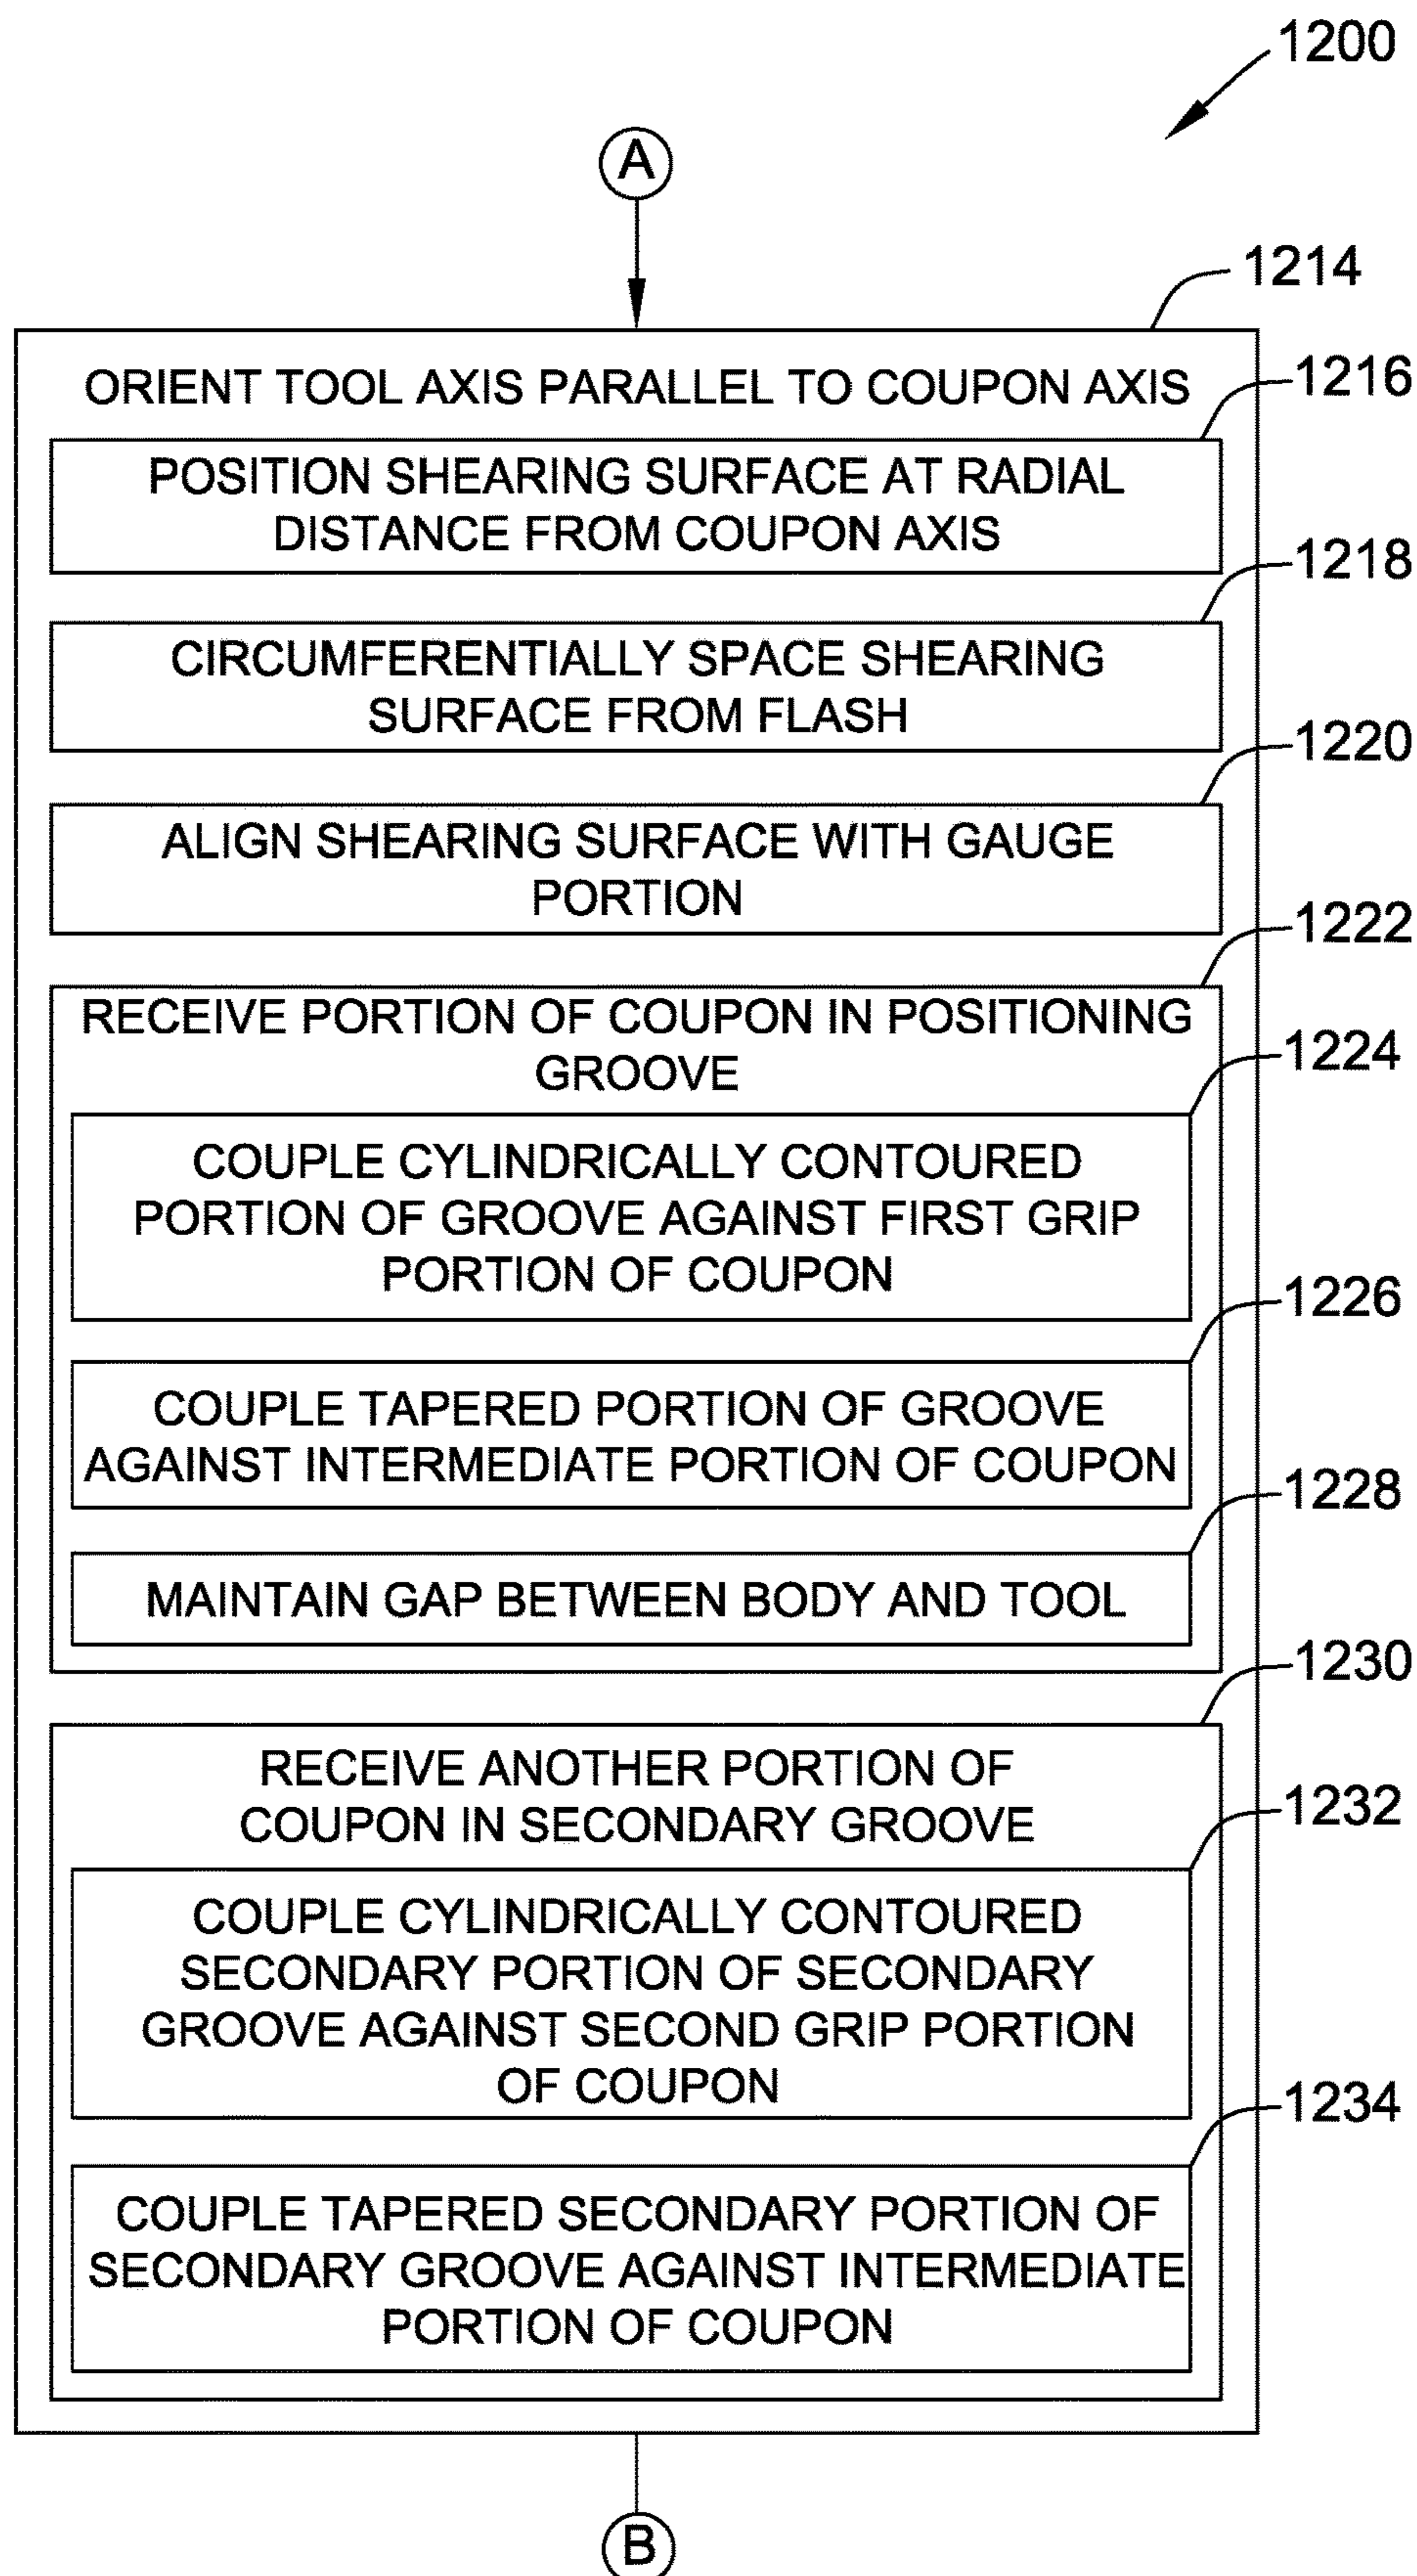 1200
A
1214
ORIENT TOOL AXIS PARALLEL TO COUPON AXIS
1216
POSITION SHEARING SURFACE AT RADIAL
DISTANCE FROM COUPON AXIS
1218
CIRCUMFERENTIALLY SPACE SHEARING
SURFACE FROM FLASH
1220
ALIGN SHEARING SURFACE WITH GAUGE
PORTION
1222
RECEIVE PORTION OF COUPON IN POSITIONING
GROOVE
1224
COUPLE CYLINDRICALLY CONTOURED
PORTION OF GROOVE AGAINST FIRST GRIP
PORTION OF COUPON
1226
COUPLE TAPERED PORTION OF GROOVE
AGAINST INTERMEDIATE PORTION OF COUPON
1228
MAINTAIN GAP BETWEEN BODY AND TOOL
1230
RECEIVE ANOTHER PORTION OF
COUPON IN SECONDARY GROOVE
1232
COUPLE CYLINDRICALLY CONTOURED
SECONDARY PORTION OF SECONDARY
GROOVE AGAINST SECOND GRIP PORTION
OF COUPON
1234
COUPLE TAPERED SECONDARY PORTION OF
SECONDARY GROOVE AGAINST INTERMEDIATE
PORTION OF COUPON
B